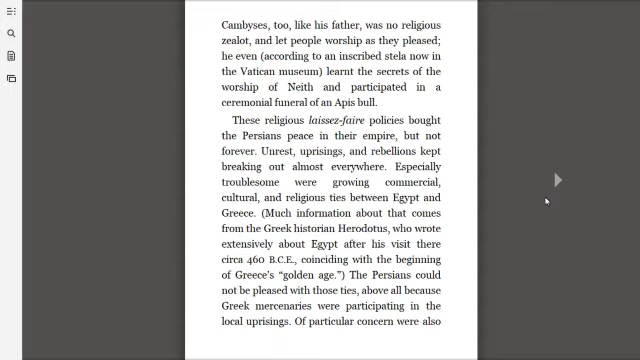 Cambyses, too, like his father, was no religious
zealot, and let people worship as they pleased;
he even (according to an inscribed stela now in
the Vatican museum) learnt the secrets of the
worship of Neith and participated in a
ceremonial funeral of an Apis bull.
These religious laissez-faire policies bought
the Persians peace in their empire, but not
forever. Unrest, uprisings, and rebellions kept
breaking out almost everywhere. Especially
troublesome were growing commercial,
cultural, and religious ties between Egypt and
Greece. (Much information about that comes
from the Greek historian Herodotus, who wrote
extensively about Egypt after his visit there
circa 460 B.C.E., coinciding with the beginning
of Greece's “golden age.”) The Persians could
not be pleased with those ties, above all because
Greek mercenaries were participating in the
local uprisings. Of particular concern were also